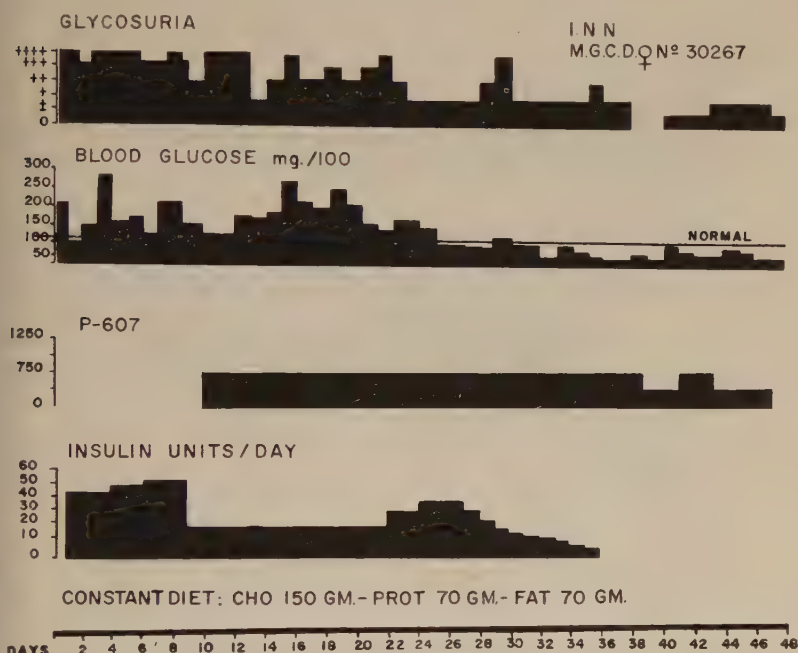 GLYCOSURIA
I.N N
M.G.C.D.♀ Nº 30267
++++
+++
++
+
±
0
BLOOD GLUCOSE mg./100
300
250
200
150
100
50
NORMAL
P-607
1250
750
0
INSULIN UNITS/DAY
60
50
40
30
20
10
0
CONSTANT DIET: CHO 150 GM.- PROT 70 GM.- FAT 70 GM.
DAYS 2 4 6 8 10 12 14 16 18 20 22 24 26 28 30 32 34 36 38 40 42 44 46 48